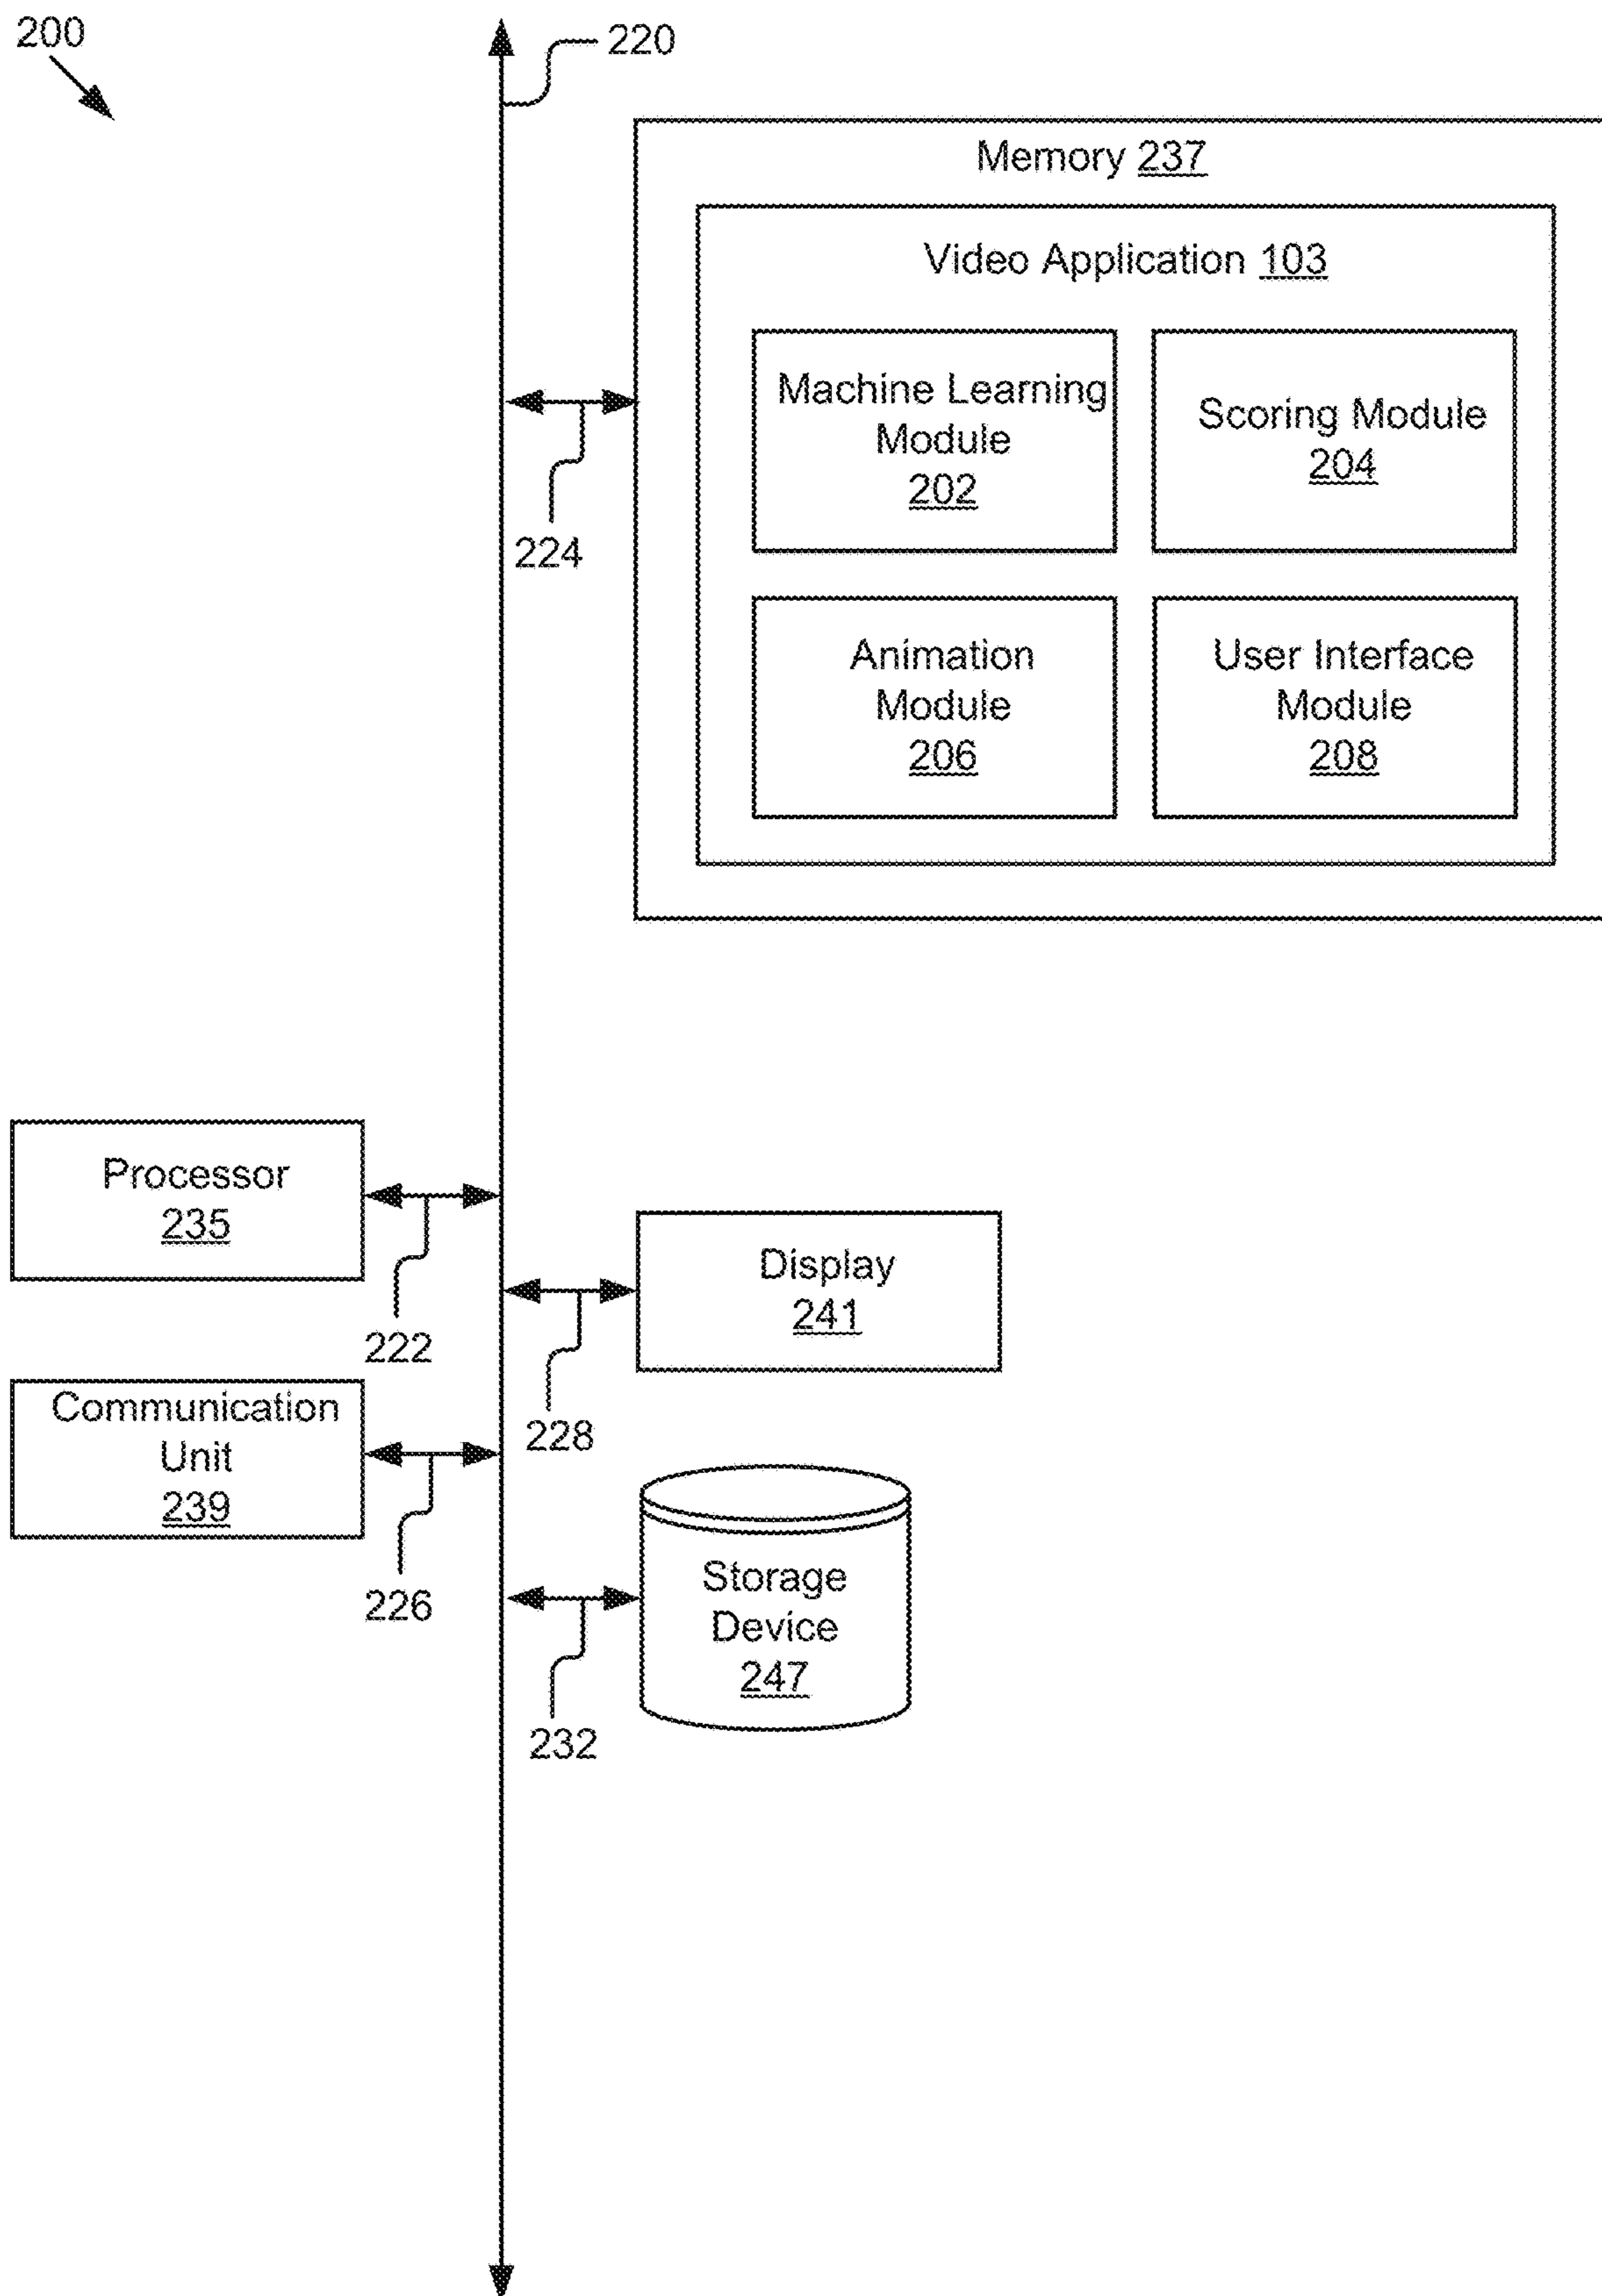 200
220
Memory 237
Video Application 103
Machine Learning
Module
202
Scoring Module
204
224
Animation
Module
206
User Interface
Module
208
Processor
235
222
Display
241
228
Communication
Unit
239
226
Storage
Device
247
232